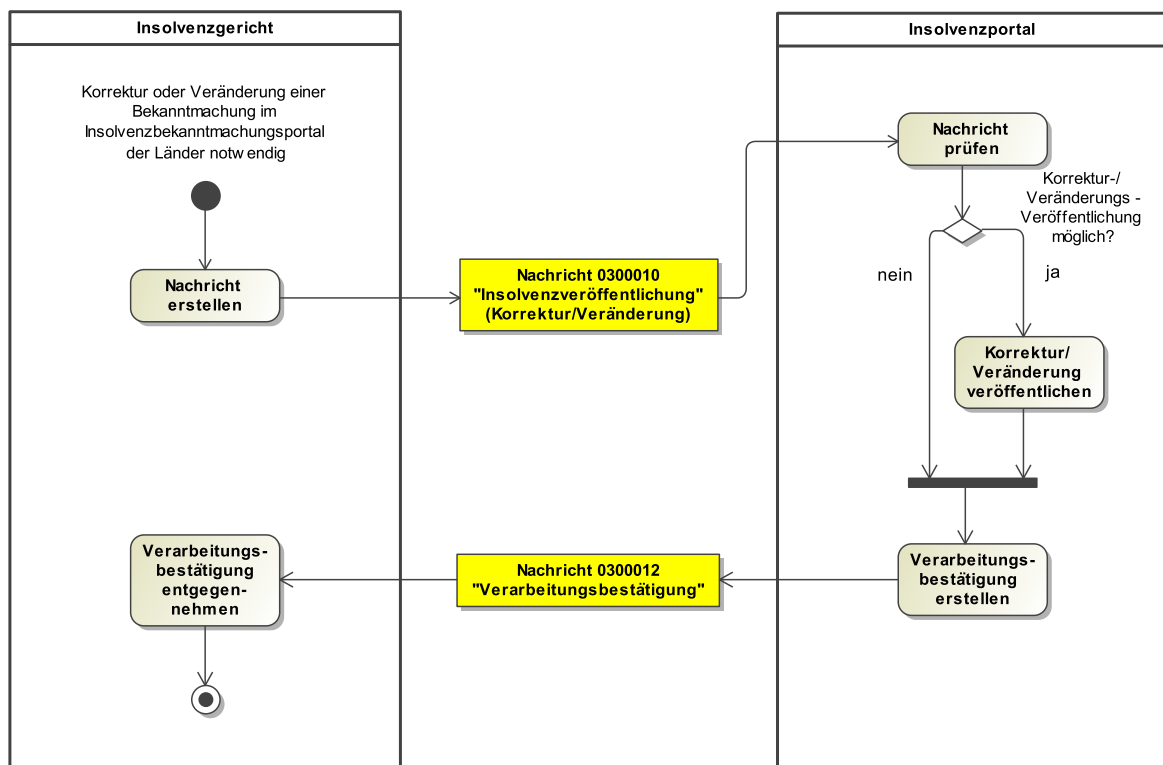 Insolvenzgericht
Insolvenzportal
Korrektur oder Veränderung einer
Bekanntmachung im
Insolvenzbekanntmachungsportal
der Länder notwendig
Nachricht
erstellen
Nachricht 0300010
"Insolvenzveröffentlichung"
(Korrektur/Veränderung)
Nachricht
prüfen
Korrektur-/
Veränderungs -
Veröffentlichung
möglich?
nein
ja
Korrektur/
Veränderung
veröffentlichen
Verarbeitungs-
bestätigung
erstellen
Nachricht 0300012
"Verarbeitungsbestätigung"
Verarbeitungs-
bestätigung
entgegen-
nehmen